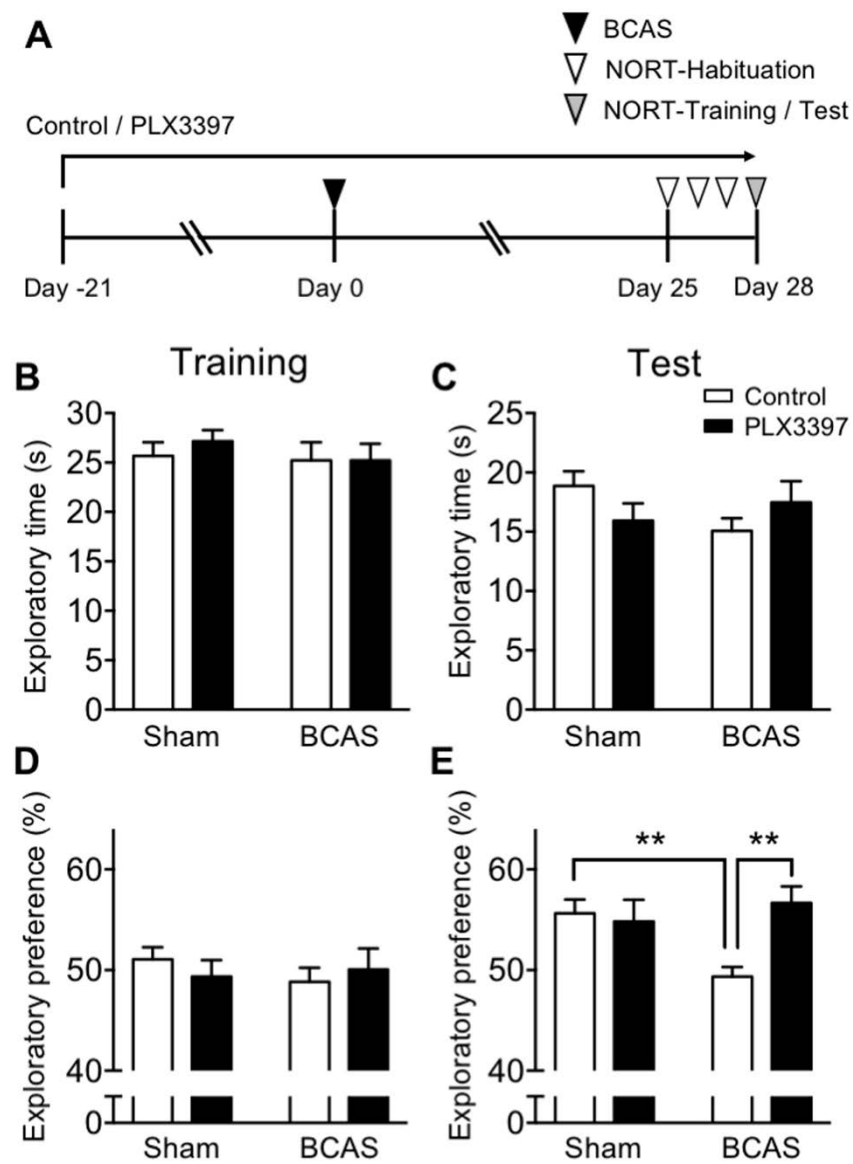 A
BCAS
NORT-Habituation
NORT-Training / Test
Control / PLX3397
Day -21
Day 0
Day 25
Day 28
B
Training
Exploratory time (s)
30
25
20
15
10
5
0
Sham
BCAS
C
Test
Control
PLX3397
Exploratory time (s)
25
20
15
10
5
0
Sham
BCAS
D
Exploratory preference (%)
60
50
40
0
Sham
BCAS
E
Exploratory preference (%)
60
50
40
0
**
**
Sham
BCAS